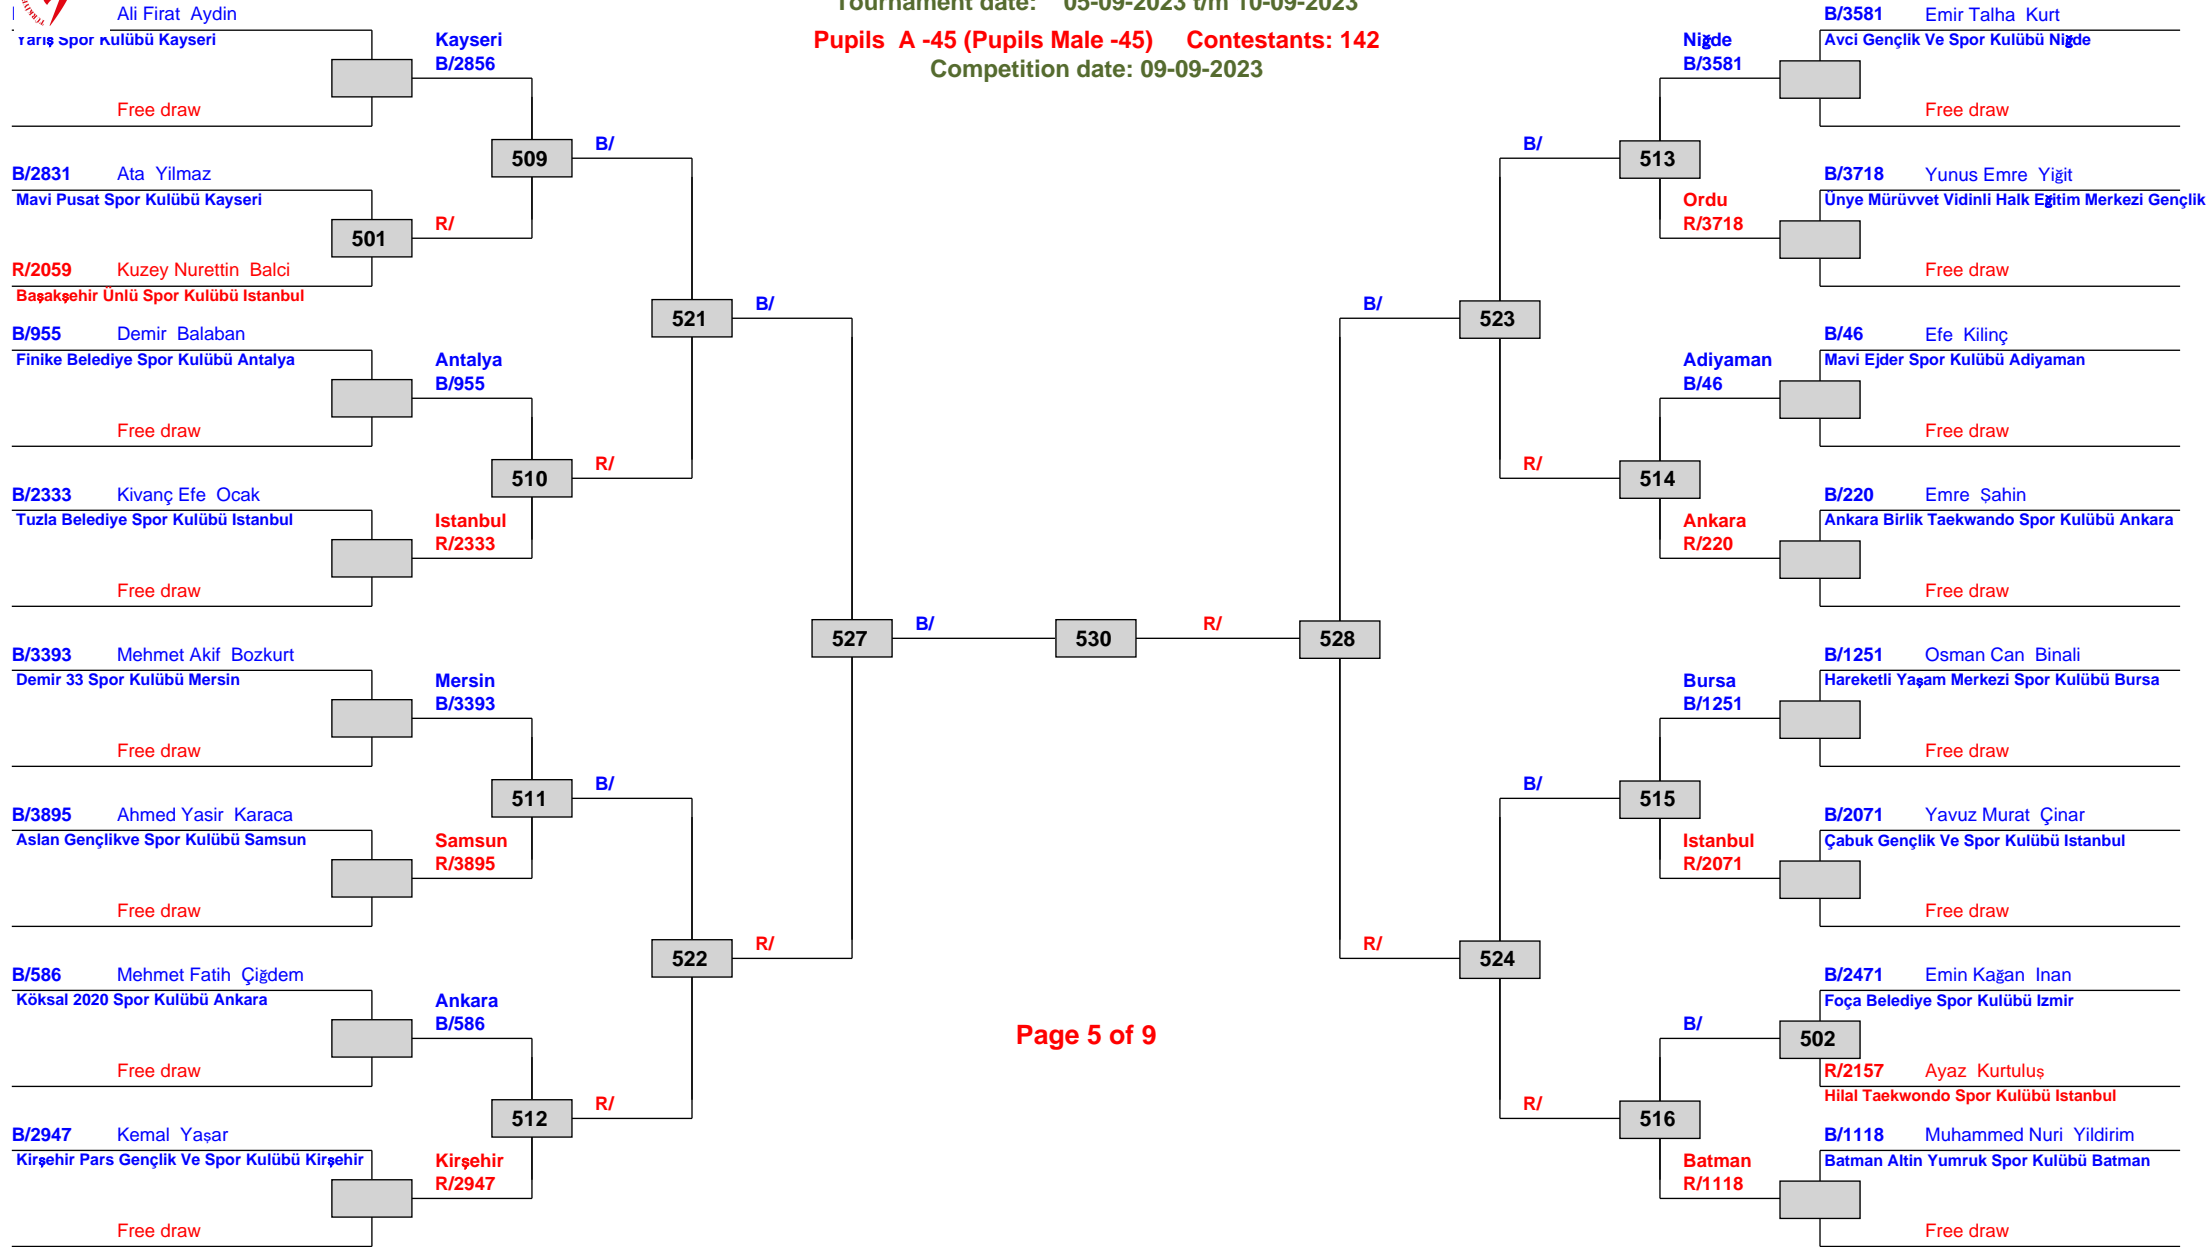 Tournament date: 05-09-2023 t/m 10-09-2023
Pupils A -45 (Pupils Male -45) Contestants: 142
Competition date: 09-09-2023
Ali Firat Aydin
Yariş Spor Kulübü Kayseri
Free draw
Kayseri
B/2856
509
B/
B/2831 Ata Yilmaz
Mavi Pusat Spor Kulübü Kayseri
501
R/
R/2059 Kuzey Nurettin Balci
Başakşehir Ünlü Spor Kulübü Istanbul
521
B/
B/955 Demir Balaban
Finike Belediye Spor Kulübü Antalya
Free draw
Antalya
B/955
510
R/
B/2333 Kivanç Efe Ocak
Tuzla Belediye Spor Kulübü Istanbul
Free draw
Istanbul
R/2333
527
B/
530
B/3393 Mehmet Akif Bozkurt
Demir 33 Spor Kulübü Mersin
Free draw
Mersin
B/3393
511
B/
B/3895 Ahmed Yasir Karaca
Aslan Gençlikve Spor Kulübü Samsun
Free draw
Samsun
R/3895
522
R/
B/586 Mehmet Fatih Çiğdem
Köksal 2020 Spor Kulübü Ankara
Free draw
Ankara
B/586
512
R/
B/2947 Kemal Yaşar
Kirşehir Pars Gençlik Ve Spor Kulübü Kirşehir
Free draw
Kirşehir
R/2947
Page 5 of 9
B/3581 Emir Talha Kurt
Avci Gençlik Ve Spor Kulübü Niğde
Free draw
Niğde
B/3581
513
B/
B/3718 Yunus Emre Yiğit
Ünye Mürüvvet Vidinli Halk Eğitim Merkezi Gençlik
Free draw
Ordu
R/3718
523
B/
B/46 Efe Kilinç
Mavi Ejder Spor Kulübü Adiyaman
Free draw
Adiyaman
B/46
514
R/
B/220 Emre Şahin
Ankara Birlik Taekwando Spor Kulübü Ankara
Free draw
Ankara
R/220
528
R/
B/1251 Osman Can Binali
Hareketli Yaşam Merkezi Spor Kulübü Bursa
Free draw
Bursa
B/1251
515
B/
B/2071 Yavuz Murat Çinar
Çabuk Gençlik Ve Spor Kulübü Istanbul
Free draw
Istanbul
R/2071
524
R/
B/2471 Emin Kağan Inan
Foça Belediye Spor Kulübü Izmir
502
B/
R/2157 Ayaz Kurtuluş
Hilal Taekwondo Spor Kulübü Istanbul
516
R/
B/1118 Muhammed Nuri Yildirim
Batman Altin Yumruk Spor Kulübü Batman
Free draw
Batman
R/1118